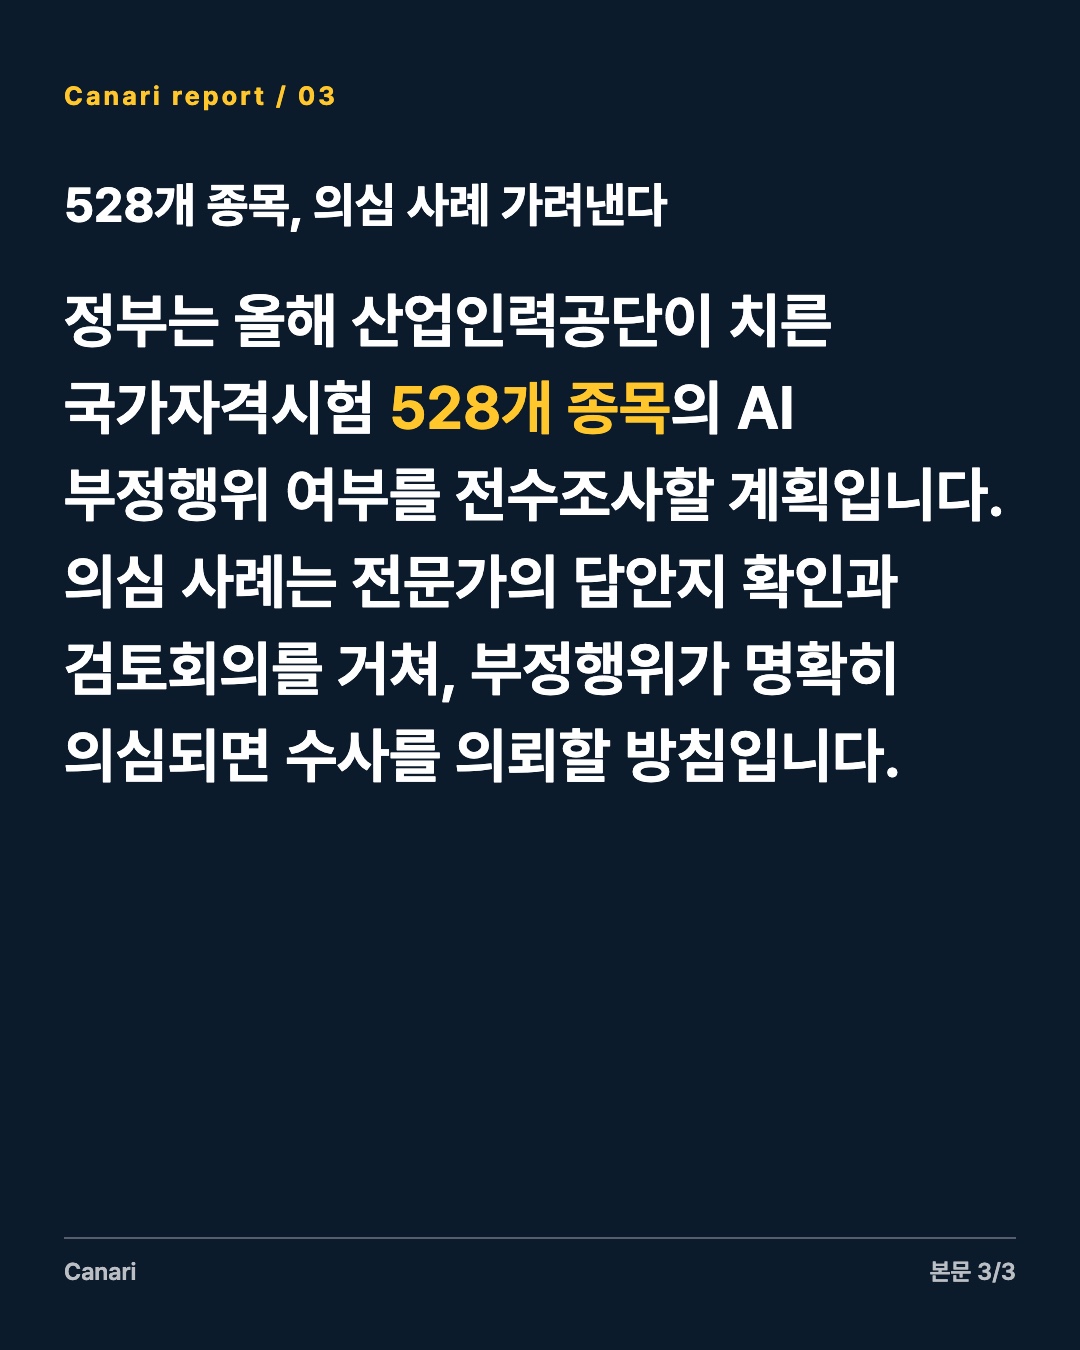 Canari report / 03
528개 종목, 의심 사례 가려낸다
정부는 올해 산업인력공단이 치른
국가자격시험 528개 종목의 AI
부정행위 여부를 전수조사할 계획입니다.
의심 사례는 전문가의 답안지 확인과
검토회의를 거쳐, 부정행위가 명확히
의심되면 수사를 의뢰할 방침입니다.
Canari
본문 3/3